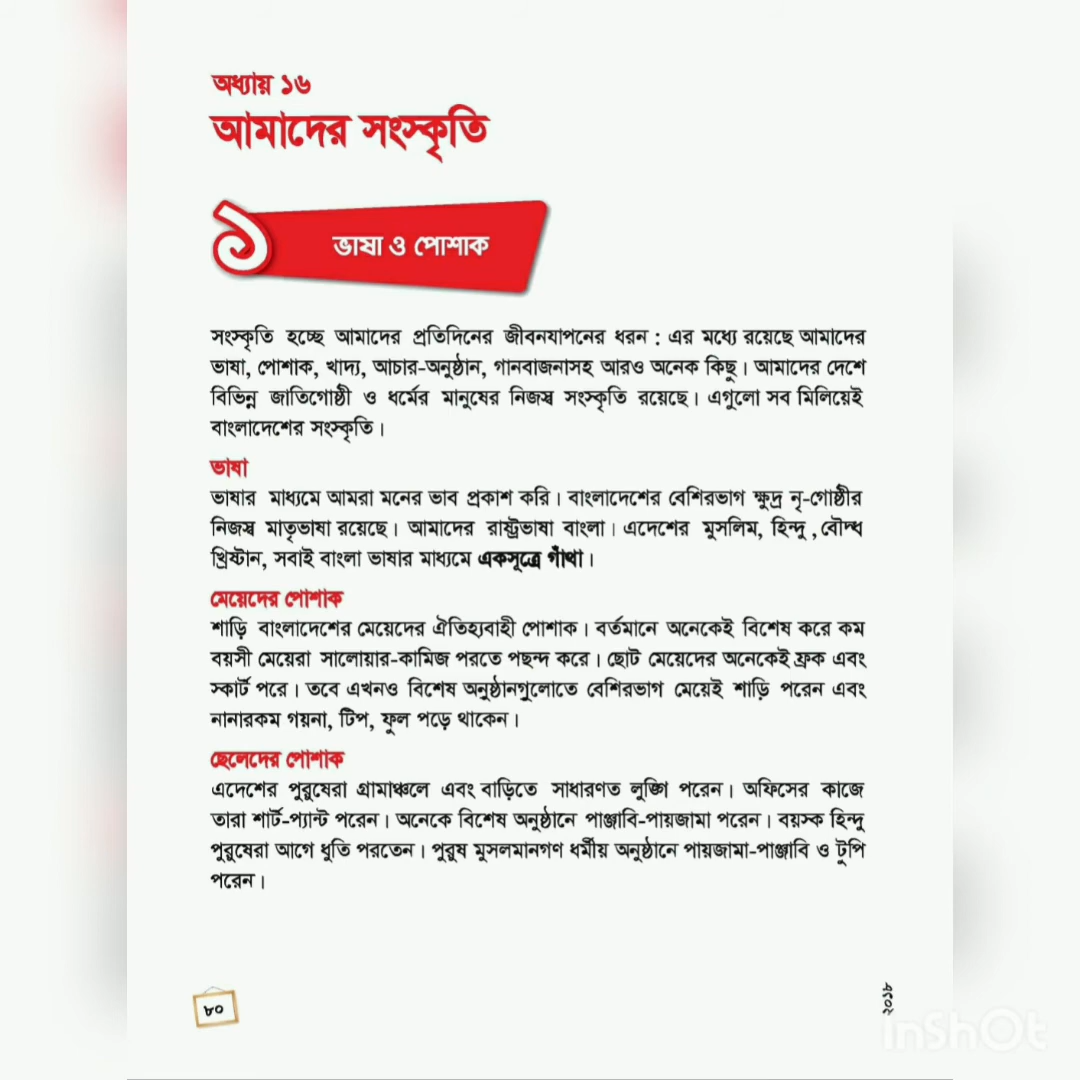 অধ্যায় ১৬
আমাদের সংস্কৃতি
১
ভাষা ও পোশাক
সংস্কৃতি হচ্ছে আমাদের প্রতিদিনের জীবনযাপনের ধরন : এর মধ্যে রয়েছে আমাদের
ভাষা, পোশাক, খাদ্য, আচার-অনুষ্ঠান, গানবাজনাসহ আরও অনেক কিছু। আমাদের দেশে
বিভিন্ন জাতিগোষ্ঠী ও ধর্মের মানুষের নিজস্ব সংস্কৃতি রয়েছে। এগুলো সব মিলিয়েই
বাংলাদেশের সংস্কৃতি।
ভাষা
ভাষার মাধ্যমে আমরা মনের ভাব প্রকাশ করি। বাংলাদেশের বেশিরভাগ ক্ষুদ্র নৃ-গোষ্ঠীর
নিজস্ব মাতৃভাষা রয়েছে। আমাদের রাষ্ট্রভাষা বাংলা। এদেশের মুসলিম, হিন্দু ,বৌদ্ধ
খ্রিষ্টান, সবাই বাংলা ভাষার মাধ্যমে একসূত্রে গাঁথা।
মেয়েদের পোশাক
শাড়ি বাংলাদেশের মেয়েদের ঐতিহ্যবাহী পোশাক। বর্তমানে অনেকেই বিশেষ করে কম
বয়সী মেয়েরা সালোয়ার-কামিজ পরতে পছন্দ করে। ছোট মেয়েদের অনেকেই ফ্রক এবং
স্কার্ট পরে। তবে এখনও বিশেষ অনুষ্ঠানগুলোতে বেশিরভাগ মেয়েই শাড়ি পরেন এবং
নানারকম গয়না, টিপ, ফুল পড়ে থাকেন।
ছেলেদের পোশাক
এদেশের পুরুষেরা গ্রামাঞ্চলে এবং বাড়িতে সাধারণত লুঙ্গি পরেন। অফিসের কাজে
তারা শার্ট-প্যান্ট পরেন। অনেকে বিশেষ অনুষ্ঠানে পাঞ্জাবি-পায়জামা পরেন। বয়স্ক হিন্দু
পুরুষেরা আগে ধুতি পরতেন। পুরুষ মুসলমানগণ ধর্মীয় অনুষ্ঠানে পায়জামা-পাঞ্জাবি ও টুপি
পরেন।
৮০
২০১৮
InShOt